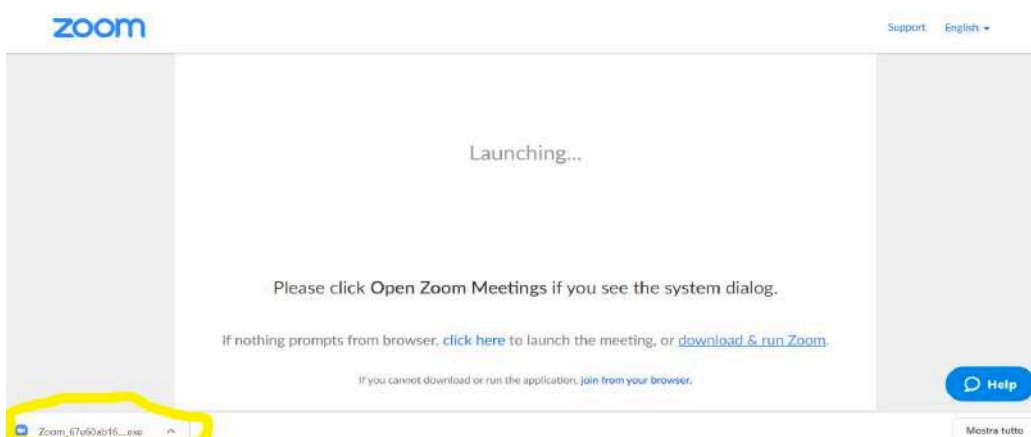 zoom
Support English
Launching...
Please click Open Zoom Meetings if you see the system dialog.
If nothing prompts from browser, click here to launch the meeting, or download & run Zoom.
If you cannot download or run the application, join from your browser.
Help
Zoom_67e60ab16....exe
Mostra tutto